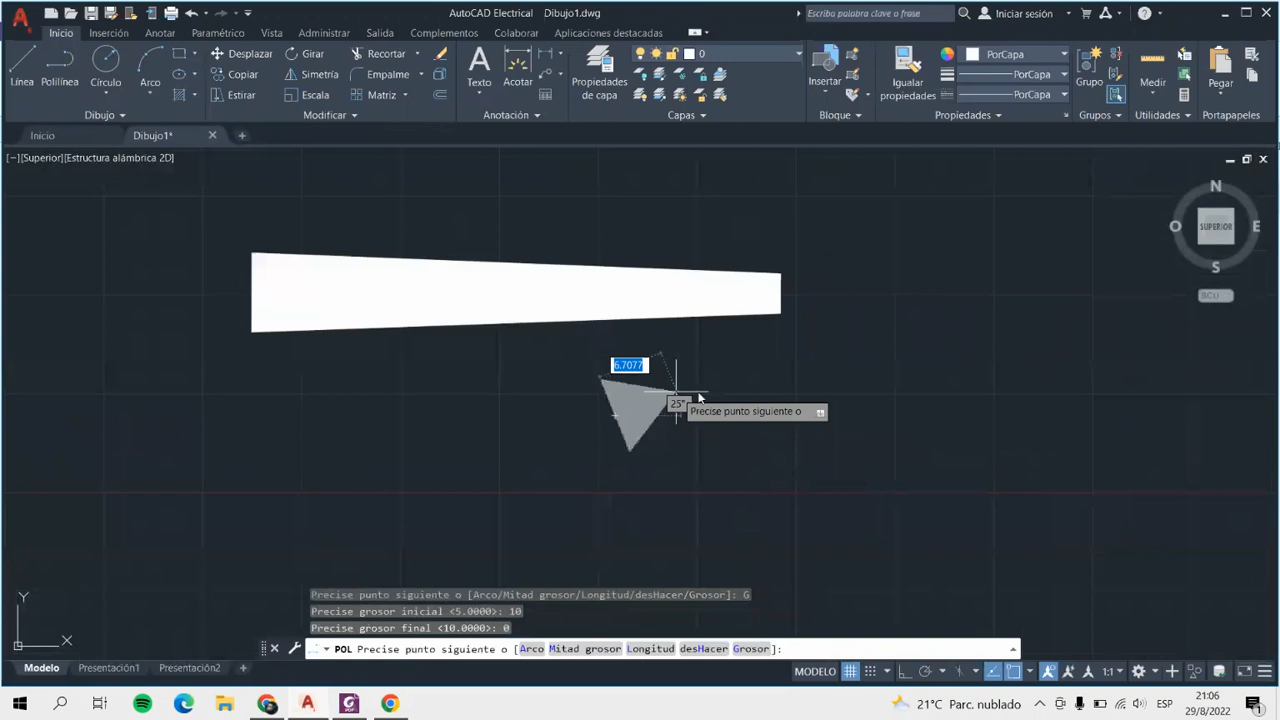 AutoCAD Electrical Dibujo1.dwg
Escriba palabra clave o frase
Iniciar sesión
Inicio Inserción Anotar Paramétrico Vista Administrar Salida Complementos Colaborar Aplicaciones destacadas
Línea Polilínea Círculo Arco
Desplazar Girar Recortar
Copiar Simetría Empalme
Estirar Escala Matriz
Texto Acotar
Propiedades de capa
0
Insertar
Igualar propiedades
PorCapa
PorCapa
PorCapa
Grupo
Medir
Pegar
Dibujo Modificar Anotación Capas Bloque Propiedades Grupos Utilidades Portapapeles
Inicio Dibujo1*
[−][Superior][Estructura alámbrica 2D]
N
O SUPERIOR E
S
BCU
6.7077
25°
Precise punto siguiente o
Precise punto siguiente o [Arco/Mitad grosor/Longitud/desHacer/Grosor]: G
Precise grosor inicial <5.0000>: 10
Precise grosor final <10.0000>: 0
POL Precise punto siguiente o [Arco Mitad grosor Longitud desHacer Grosor]:
Y
X
Modelo Presentación1 Presentación2
MODELO 1:1
21°C Parc. nublado
ESP
21:06
29/8/2022
1